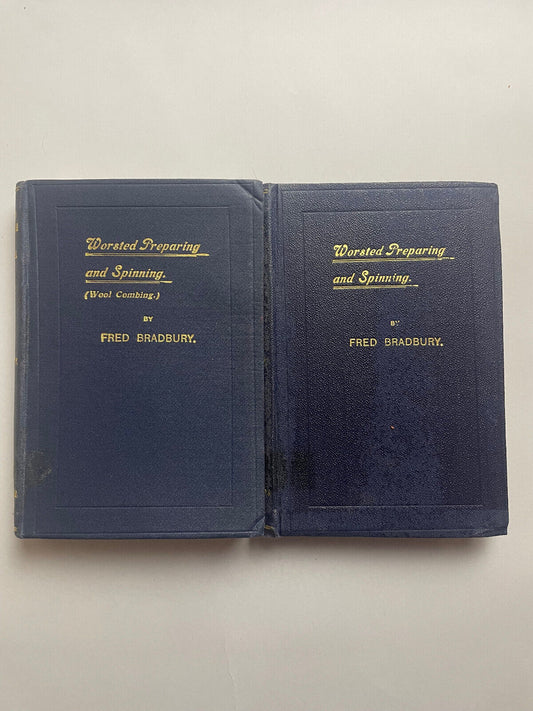 Worsted Preparing
and Spinning.
(Wool Combing.)
BY
FRED BRADBURY.
Worsted Preparing
and Spinning.
BY
FRED BRADBURY.